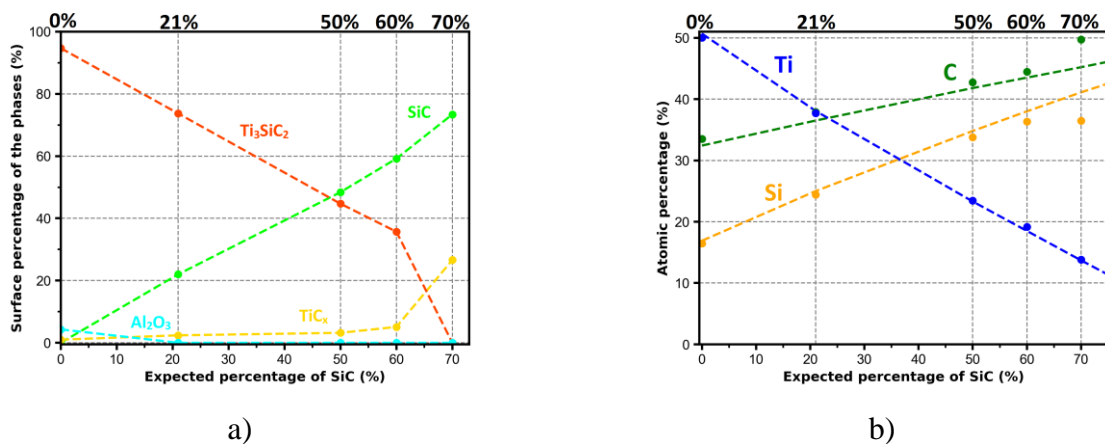 0% 21% 50% 60% 70%
Surface percentage of the phases (%)
100
80
60
40
20
0
Ti₃SiC₂
SiC
Al₂O₃
TiCₓ
0 10 20 30 40 50 60 70
Expected percentage of SiC (%)
a)
0% 21% 50% 60% 70%
Atomic percentage (%)
50
40
30
20
10
0
Ti
C
Si
0 10 20 30 40 50 60 70
Expected percentage of SiC (%)
b)